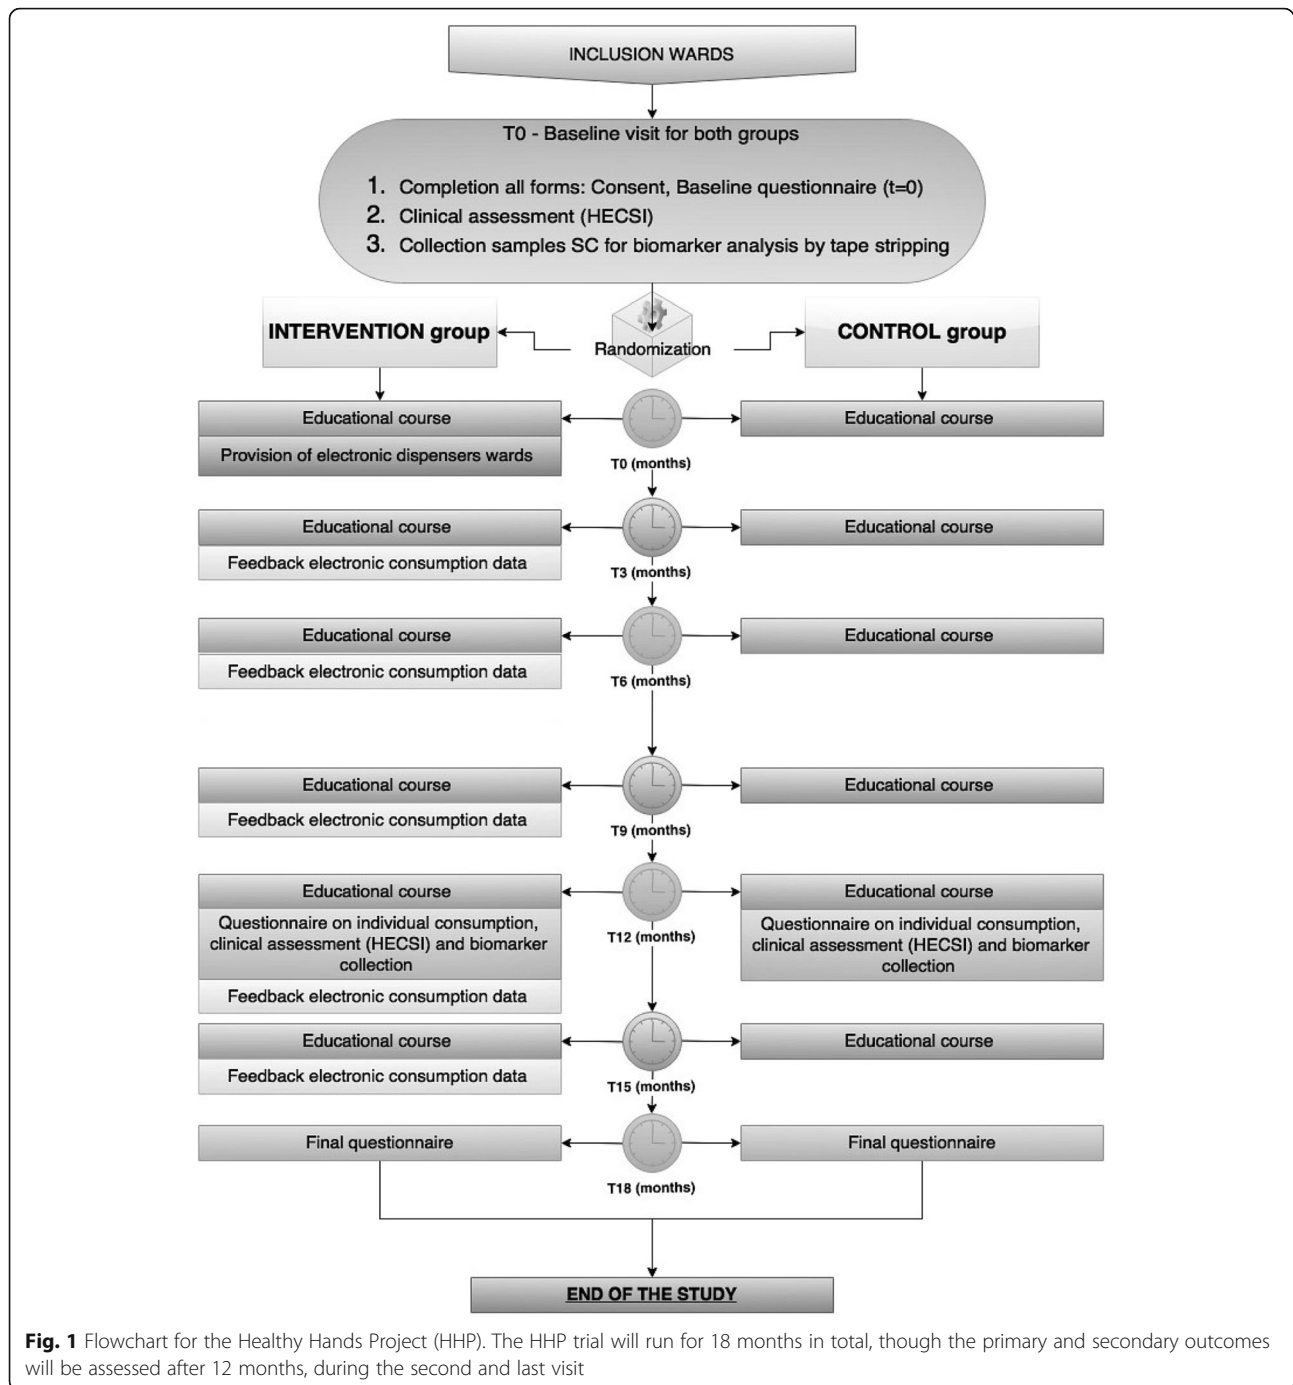 INCLUSION WARDS
T0 - Baseline visit for both groups
1. Completion all forms: Consent, Baseline questionnaire (t=0)
2. Clinical assessment (HECSI)
3. Collection samples SC for biomarker analysis by tape stripping
INTERVENTION group
Randomization
CONTROL group
Educational course
Educational course
Provision of electronic dispensers wards
T0 (months)
Educational course
Educational course
Feedback electronic consumption data
T3 (months)
Educational course
Educational course
Feedback electronic consumption data
T6 (months)
Educational course
Educational course
Feedback electronic consumption data
T9 (months)
Educational course
Educational course
Questionnaire on individual consumption,
clinical assessment (HECSI) and biomarker
collection
T12 (months)
Questionnaire on individual consumption,
clinical assessment (HECSI) and biomarker
collection
Feedback electronic consumption data
Educational course
Educational course
Feedback electronic consumption data
T15 (months)
Final questionnaire
Final questionnaire
T18 (months)
END OF THE STUDY
Fig. 1 Flowchart for the Healthy Hands Project (HHP). The HHP trial will run for 18 months in total, though the primary and secondary outcomes
will be assessed after 12 months, during the second and last visit